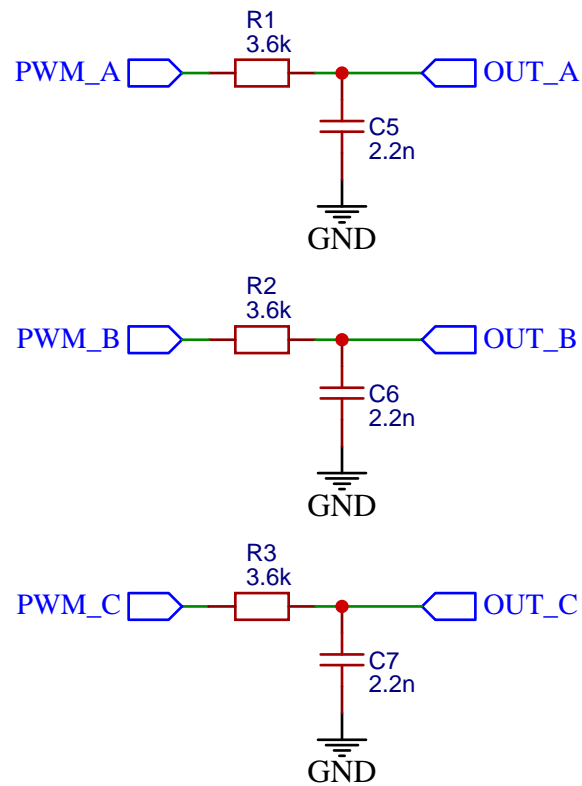 R1
3.6k
PWM_A
OUT_A
C5
2.2n
GND
R2
3.6k
PWM_B
OUT_B
C6
2.2n
GND
R3
3.6k
PWM_C
OUT_C
C7
2.2n
GND